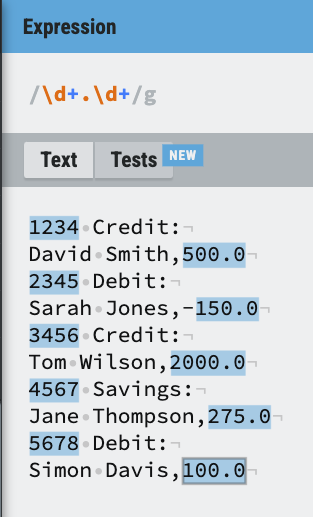 Expression
/\d+.\d+/g
Text Tests NEW
1234 Credit:
David Smith,500.0
2345 Debit:
Sarah Jones,-150.0
3456 Credit:
Tom Wilson,2000.0
4567 Savings:
Jane Thompson,275.0
5678 Debit:
Simon Davis,100.0